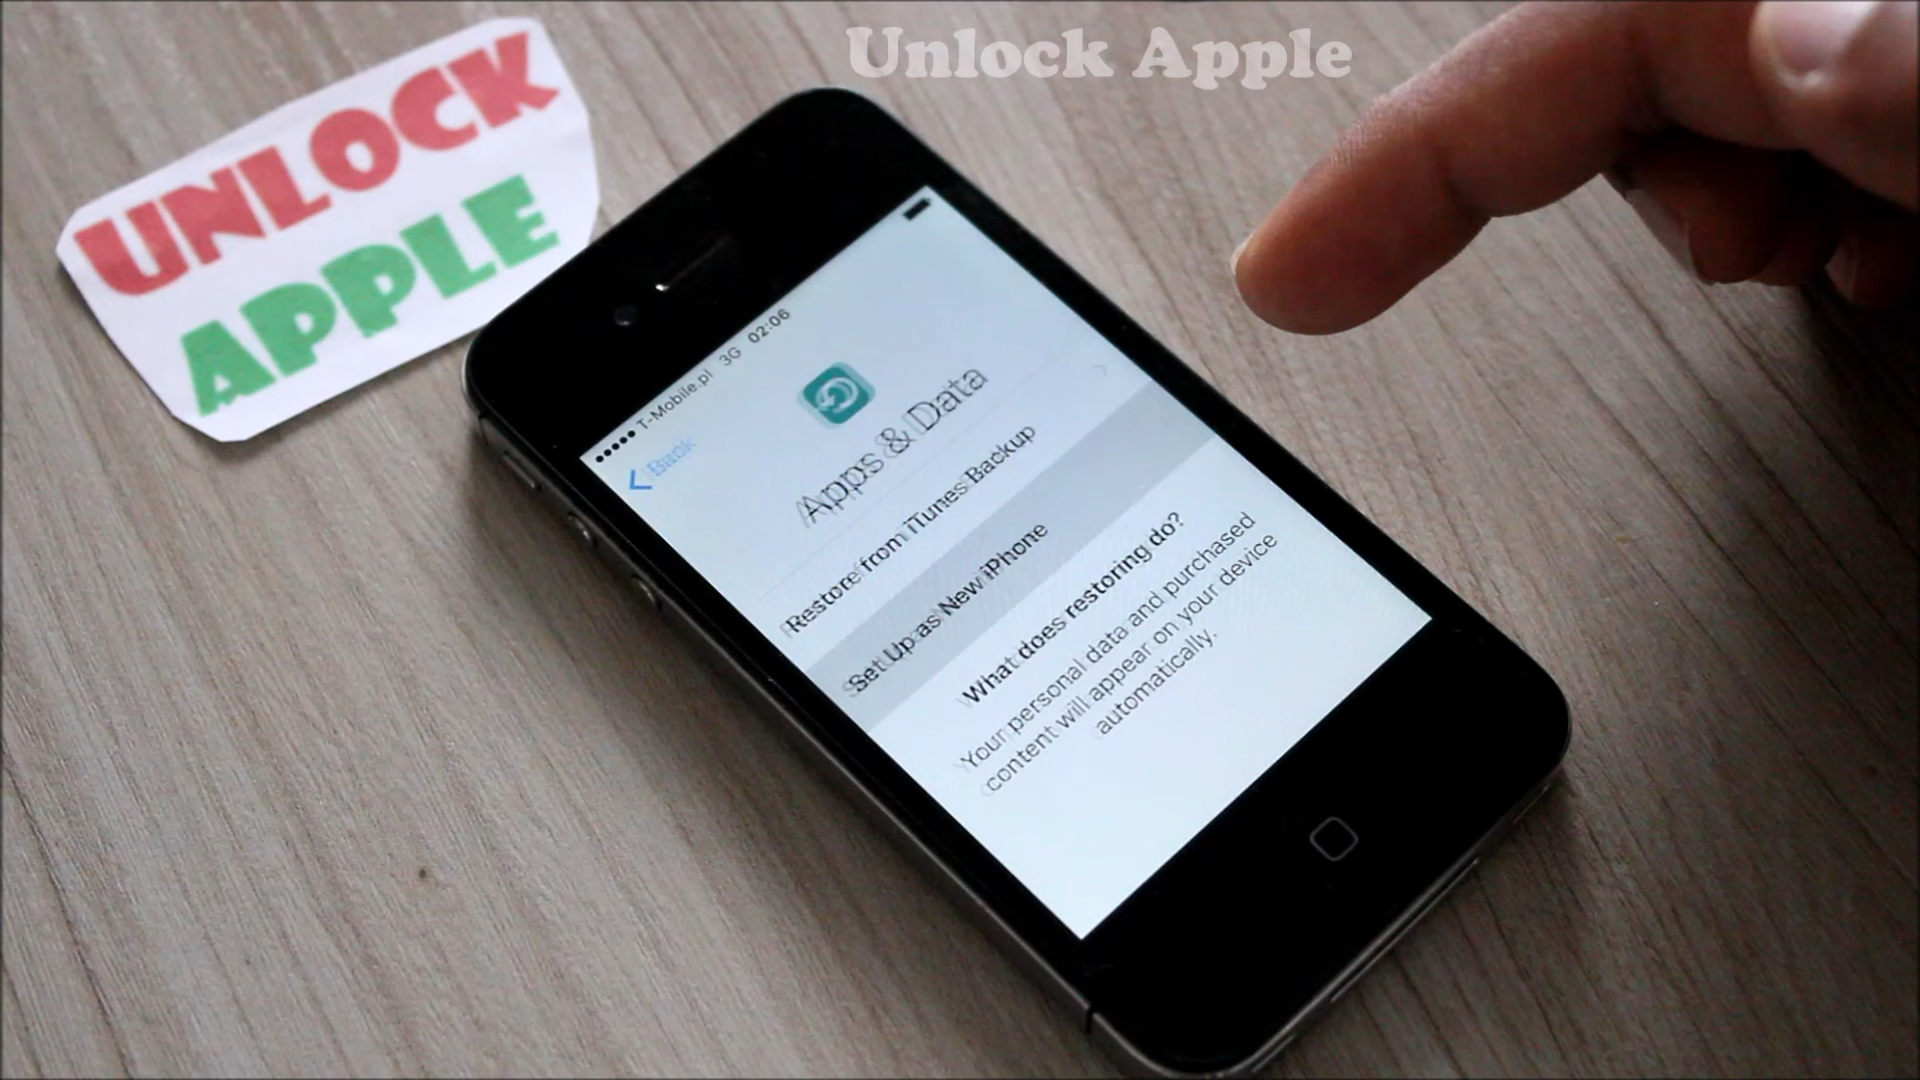 Unlock Apple
UNLOCK
APPLE
T-Mobile.pl 3G 02:06
Back
Apps & Data
Restore from iTunes Backup
Set Up as New iPhone
What does restoring do?
Your personal data and purchased
content will appear on your device
automatically.